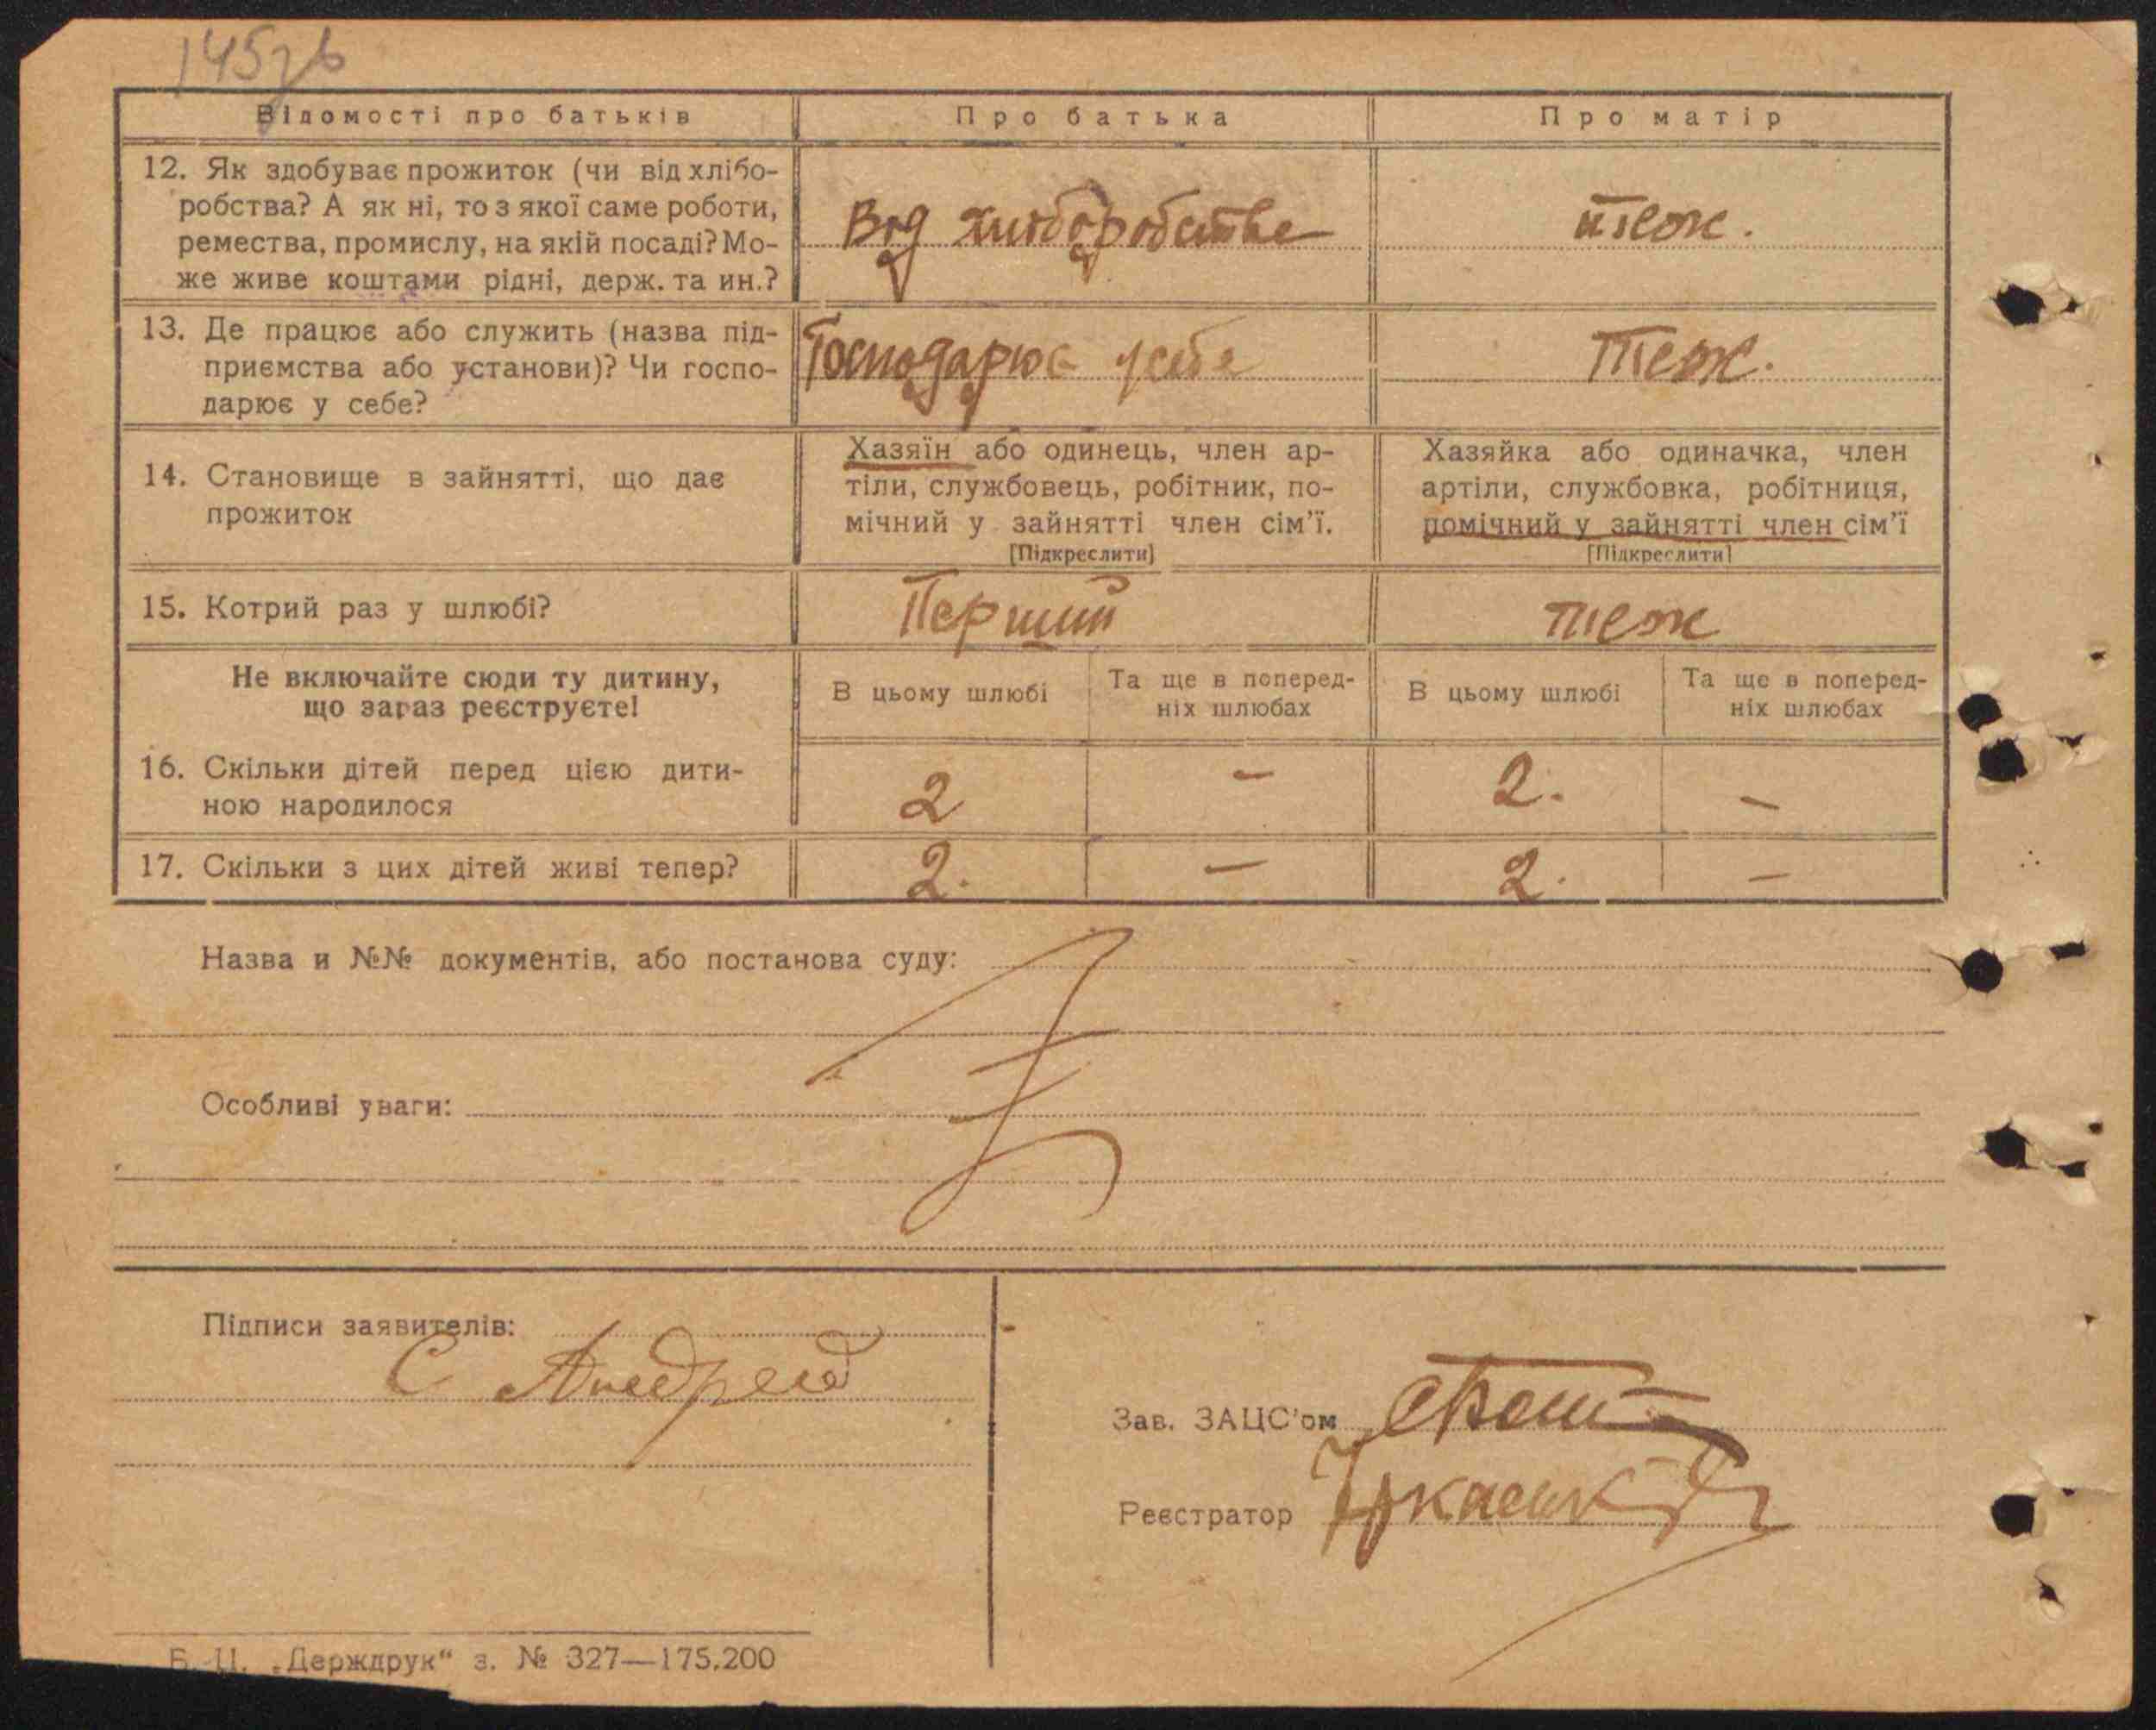 145зв
Відомості про батьків Про батька Про матір
12. Як здобуває прожиток (чи від хлібо-
робства? А як ні, то з якої саме роботи,
ремества, промислу, на якій посаді? Мо-
же живе коштами рідні, держ. та ин.?
Від хліборобстве теж.
13. Де працює або служить (назва під-
приємства або установи)? Чи госпо-
дарює у себе?
Господарює у себе Теж.
14. Становище в зайнятті, що дає
прожиток
Хазяїн або одинець, член ар-
тіли, службовець, робітник, по-
мічний у зайнятті член сім'ї.
[Підкреслити]
Хазяйка або одиначка, член
артіли, службовка, робітниця,
помічний у зайнятті член сім'ї
[Підкреслити]
15. Котрий раз у шлюбі? Перший теж
Не включайте сюди ту дитину,
що зараз реєструєте!
В цьому шлюбі Та ще в поперед-
ніх шлюбах
В цьому шлюбі Та ще в поперед-
ніх шлюбах
16. Скільки дітей перед цією дити-
ною народилося
2 — 2. —
17. Скільки з цих дітей живі тепер? 2. — 2. —
Назва и №№ документів, або постанова суду:
Особливі уваги:
Підписи заявителів:
С Андреев
Зав. ЗАЦС'ом
Реєстратор
Б. Ц. „Держдрук“ з. № 327—175.200